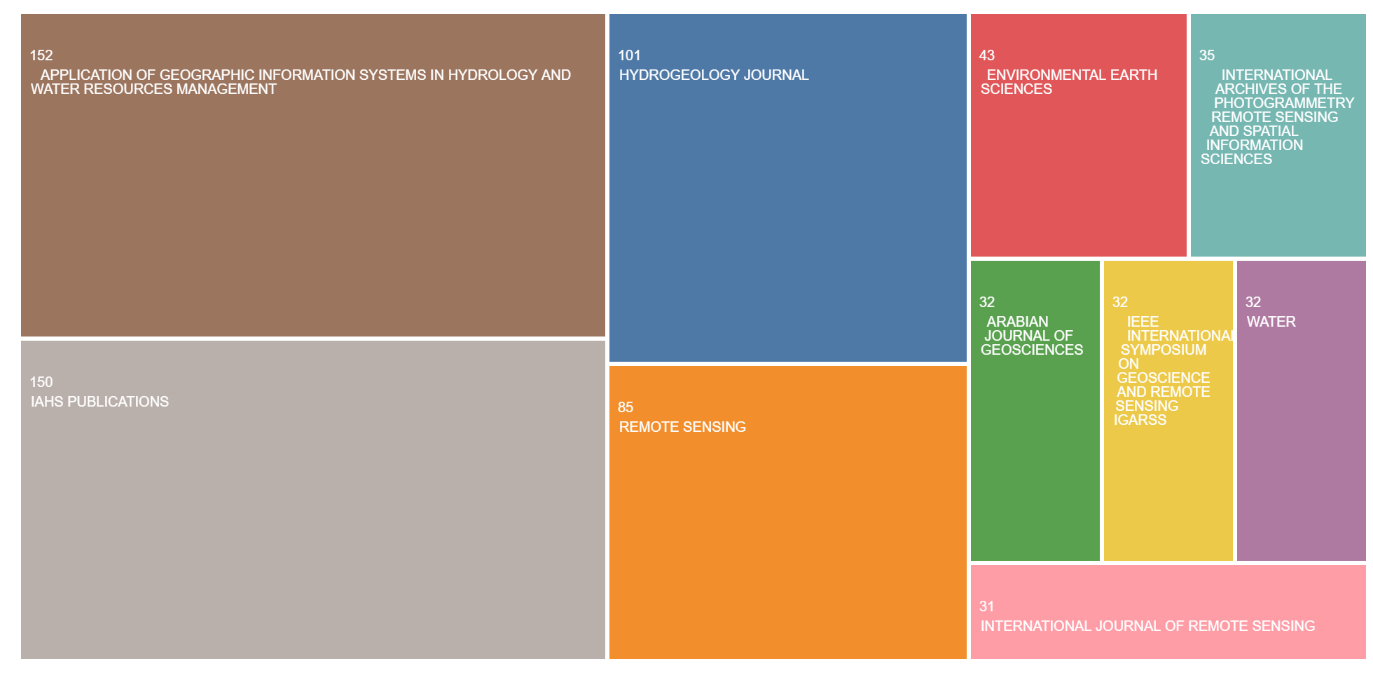 152
APPLICATION OF GEOGRAPHIC INFORMATION SYSTEMS IN HYDROLOGY AND
WATER RESOURCES MANAGEMENT
150
IAHS PUBLICATIONS
101
HYDROGEOLOGY JOURNAL
85
REMOTE SENSING
43
ENVIRONMENTAL EARTH
SCIENCES
35
INTERNATIONAL
ARCHIVES OF THE
PHOTOGRAMMETRY
REMOTE SENSING
AND SPATIAL
INFORMATION
SCIENCES
32
ARABIAN
JOURNAL OF
GEOSCIENCES
32
IEEE
INTERNATIONAL
SYMPOSIUM
ON
GEOSCIENCE
AND REMOTE
SENSING
IGARSS
32
WATER
31
INTERNATIONAL JOURNAL OF REMOTE SENSING